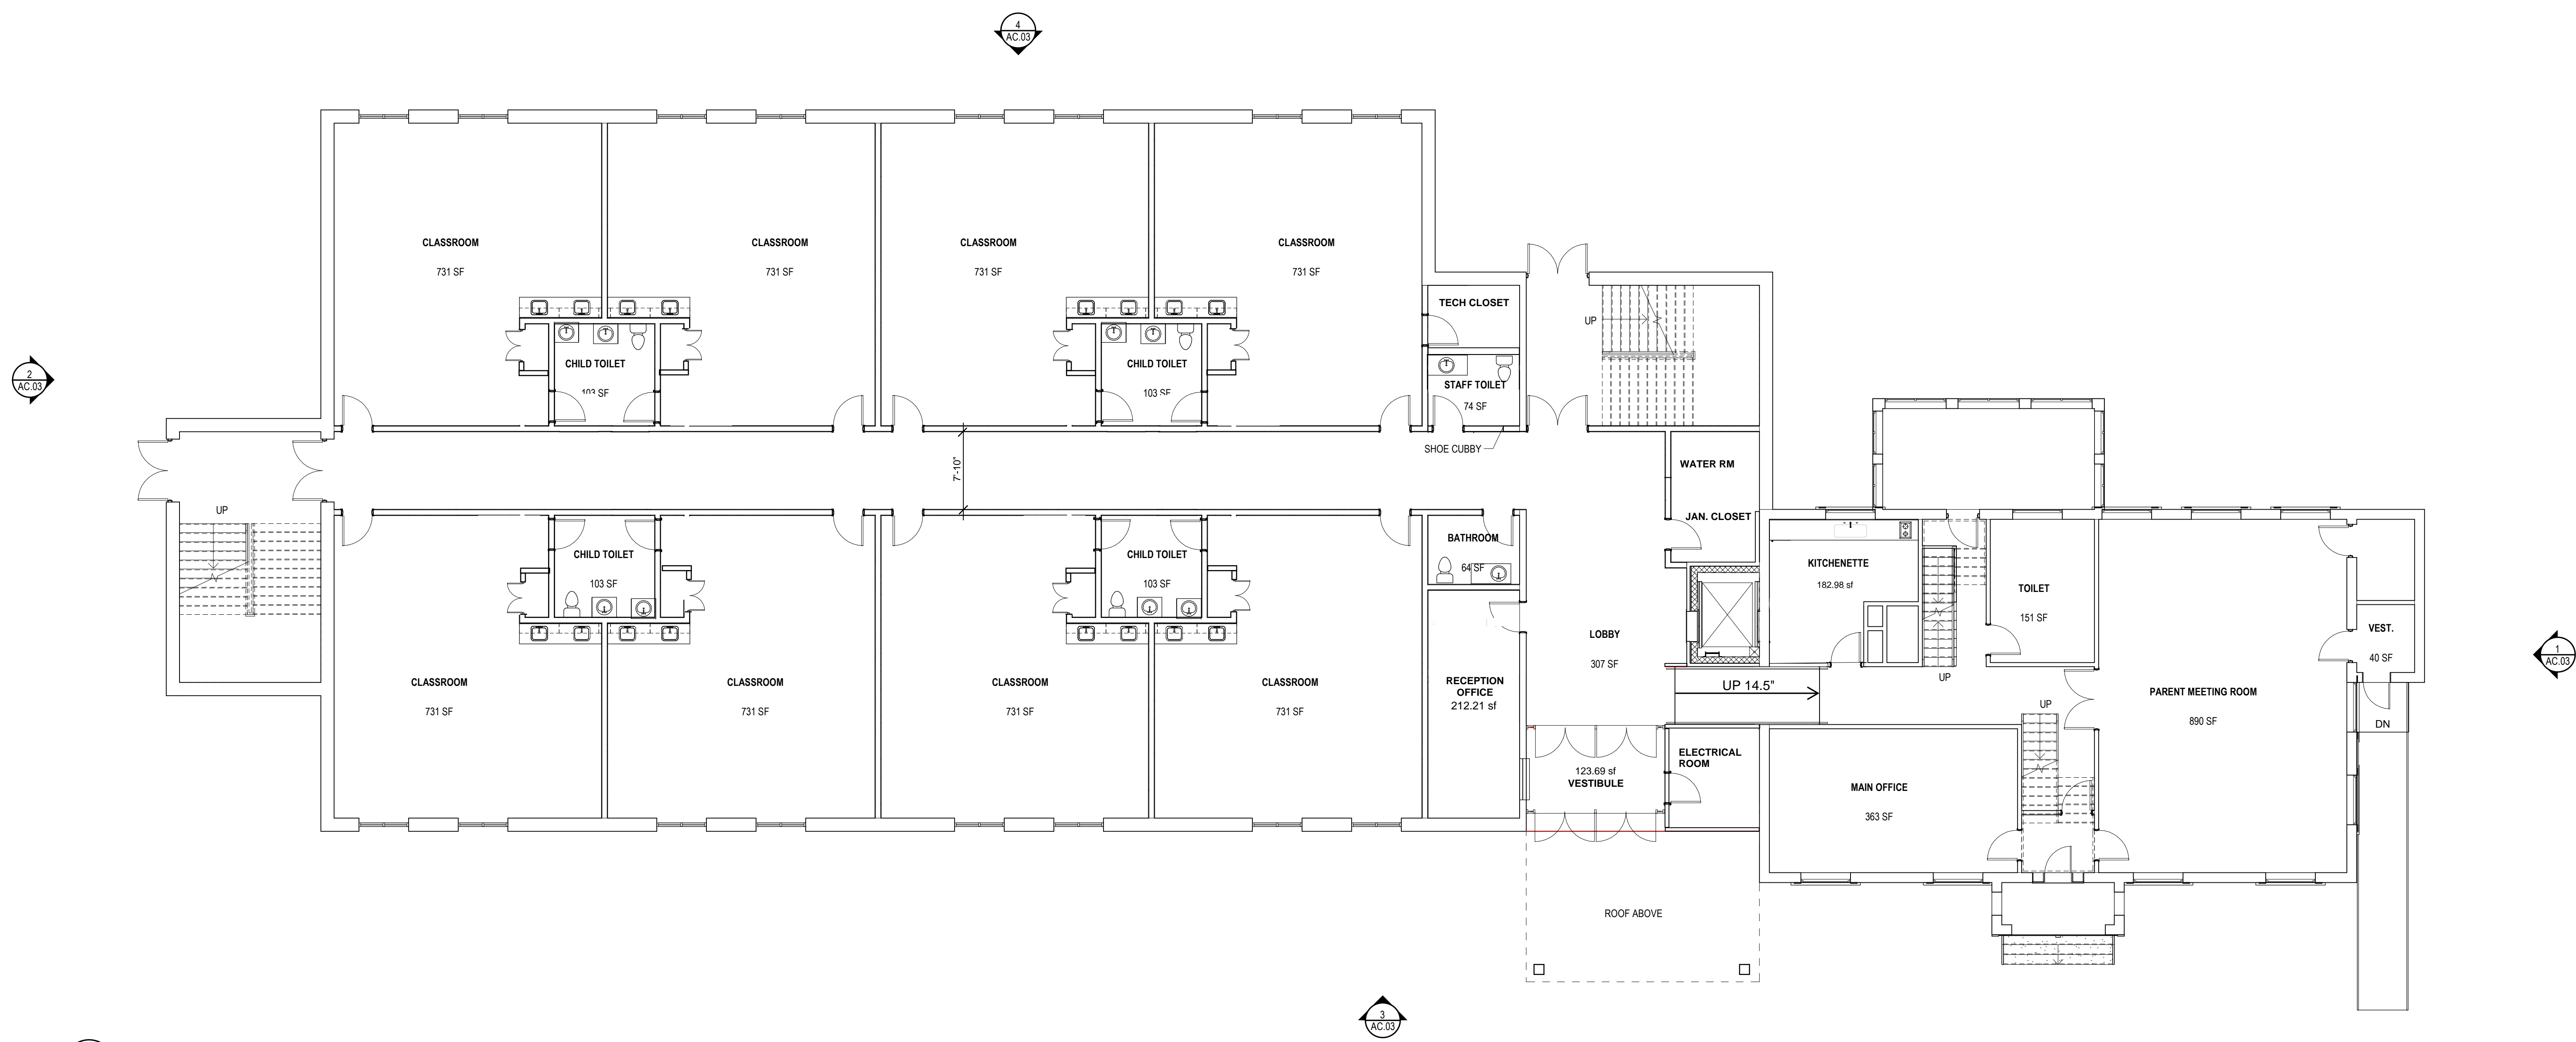 4
AC.03
CLASSROOM
731 SF
CLASSROOM
731 SF
CLASSROOM
731 SF
CLASSROOM
731 SF
TECH CLOSET
UP
2
AC.03
CHILD TOILET
103 SF
CHILD TOILET
103 SF
STAFF TOILET
74 SF
SHOE CUBBY
7'-10"
WATER RM
UP
JAN. CLOSET
CHILD TOILET
103 SF
CHILD TOILET
103 SF
BATHROOM
64 SF
KITCHENETTE
182.98 sf
TOILET
151 SF
LOBBY
307 SF
VEST.
40 SF
1
AC.03
CLASSROOM
731 SF
CLASSROOM
731 SF
CLASSROOM
731 SF
CLASSROOM
731 SF
RECEPTION
OFFICE
212.21 sf
UP 14.5"
UP
UP
PARENT MEETING ROOM
890 SF
DN
ELECTRICAL
ROOM
123.69 sf
VESTIBULE
MAIN OFFICE
363 SF
ROOF ABOVE
3
AC.03